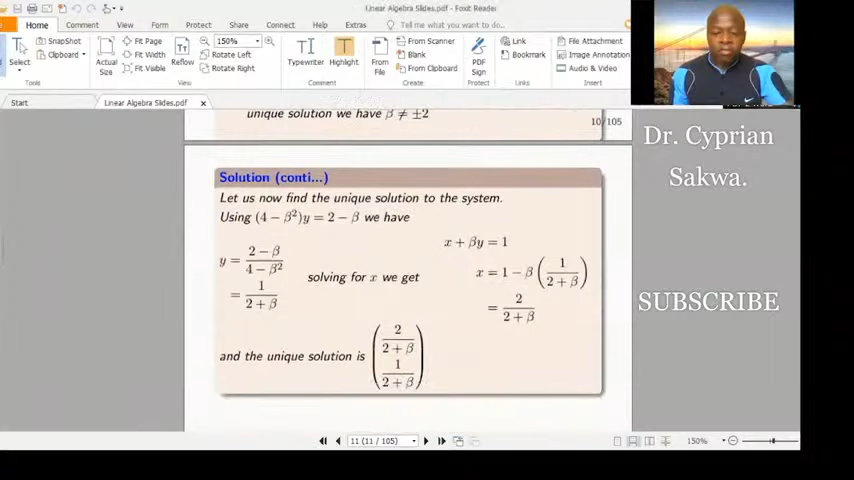 Linear Algebra Slides.pdf - Foxit Reader
Home Comment View Form Protect Share Connect Help Extras Tell me what you want to do...
SnapShot
Clipboard
Select
Actual Size
Fit Page
Fit Width
Fit Visible
Reflow
150%
Rotate Left
Rotate Right
Typewriter
Highlight
From File
From Scanner
Blank
From Clipboard
PDF Sign
Link
Bookmark
File Attachment
Image Annotation
Audio & Video
Tools View Comment Create Protect Links Insert
Start Linear Algebra Slides.pdf
unique solution we have β ≠ ±2
10/105
Solution (conti...)
Let us now find the unique solution to the system.
Using (4 − β²)y = 2 − β we have
y = (2 − β)/(4 − β²)
= 1/(2 + β)
solving for x we get
x + βy = 1
x = 1 − β (1/(2 + β))
= 2/(2 + β)
and the unique solution is (2/(2 + β), 1/(2 + β))
Dr. Cyprian
Sakwa.
SUBSCRIBE
11 (11 / 105)
150%